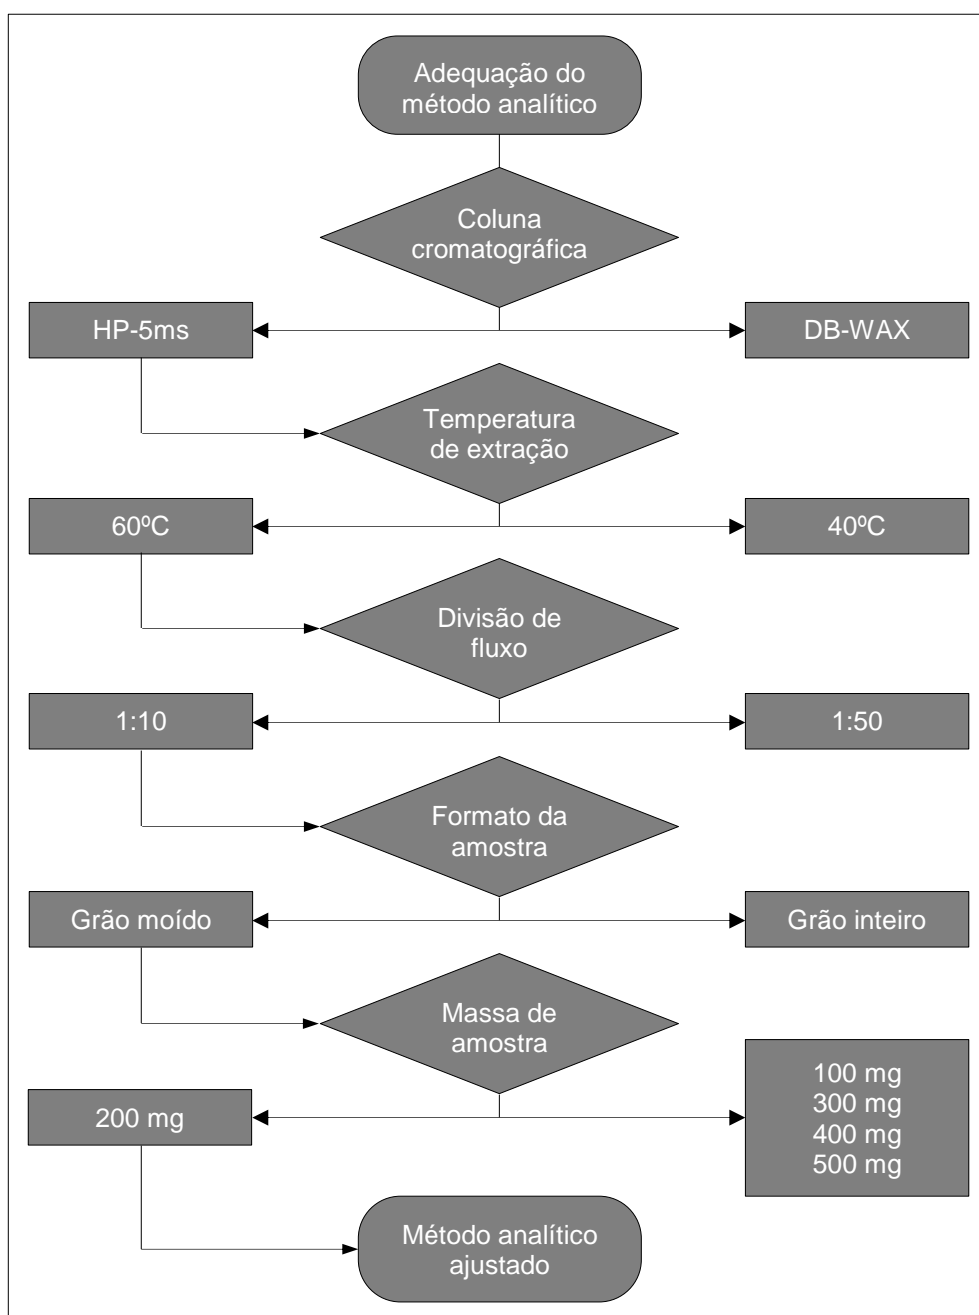 Adequação do
método analítico
Coluna
cromatográfica
HP-5ms
DB-WAX
Temperatura
de extração
60ºC
40ºC
Divisão de
fluxo
1:10
1:50
Formato da
amostra
Grão moído
Grão inteiro
Massa de
amostra
200 mg
100 mg
300 mg
400 mg
500 mg
Método analítico
ajustado